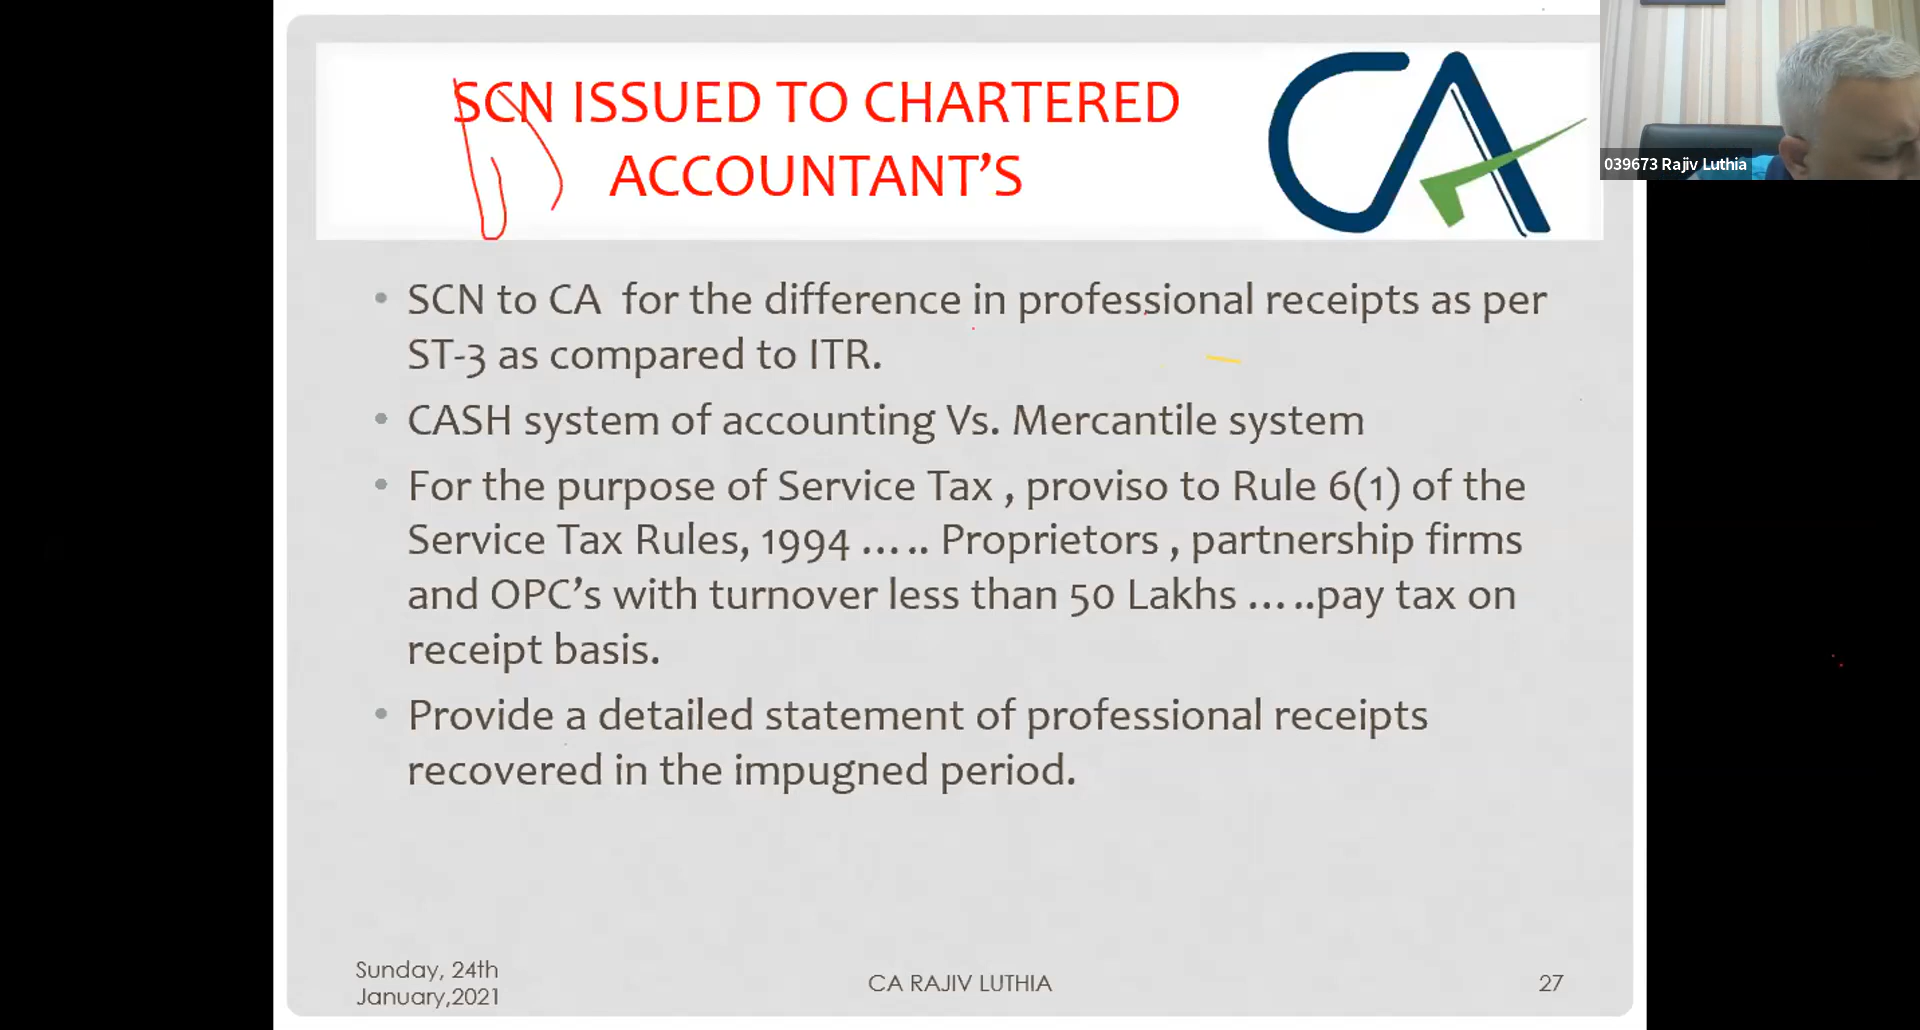 SCN ISSUED TO CHARTERED
ACCOUNTANT'S
CA
039673 Rajiv Luthia
• SCN to CA for the difference in professional receipts as per
ST-3 as compared to ITR.
• CASH system of accounting Vs. Mercantile system
• For the purpose of Service Tax , proviso to Rule 6(1) of the
Service Tax Rules, 1994 ..... Proprietors , partnership firms
and OPC's with turnover less than 50 Lakhs .....pay tax on
receipt basis.
• Provide a detailed statement of professional receipts
recovered in the impugned period.
Sunday, 24th
January,2021
CA RAJIV LUTHIA
27